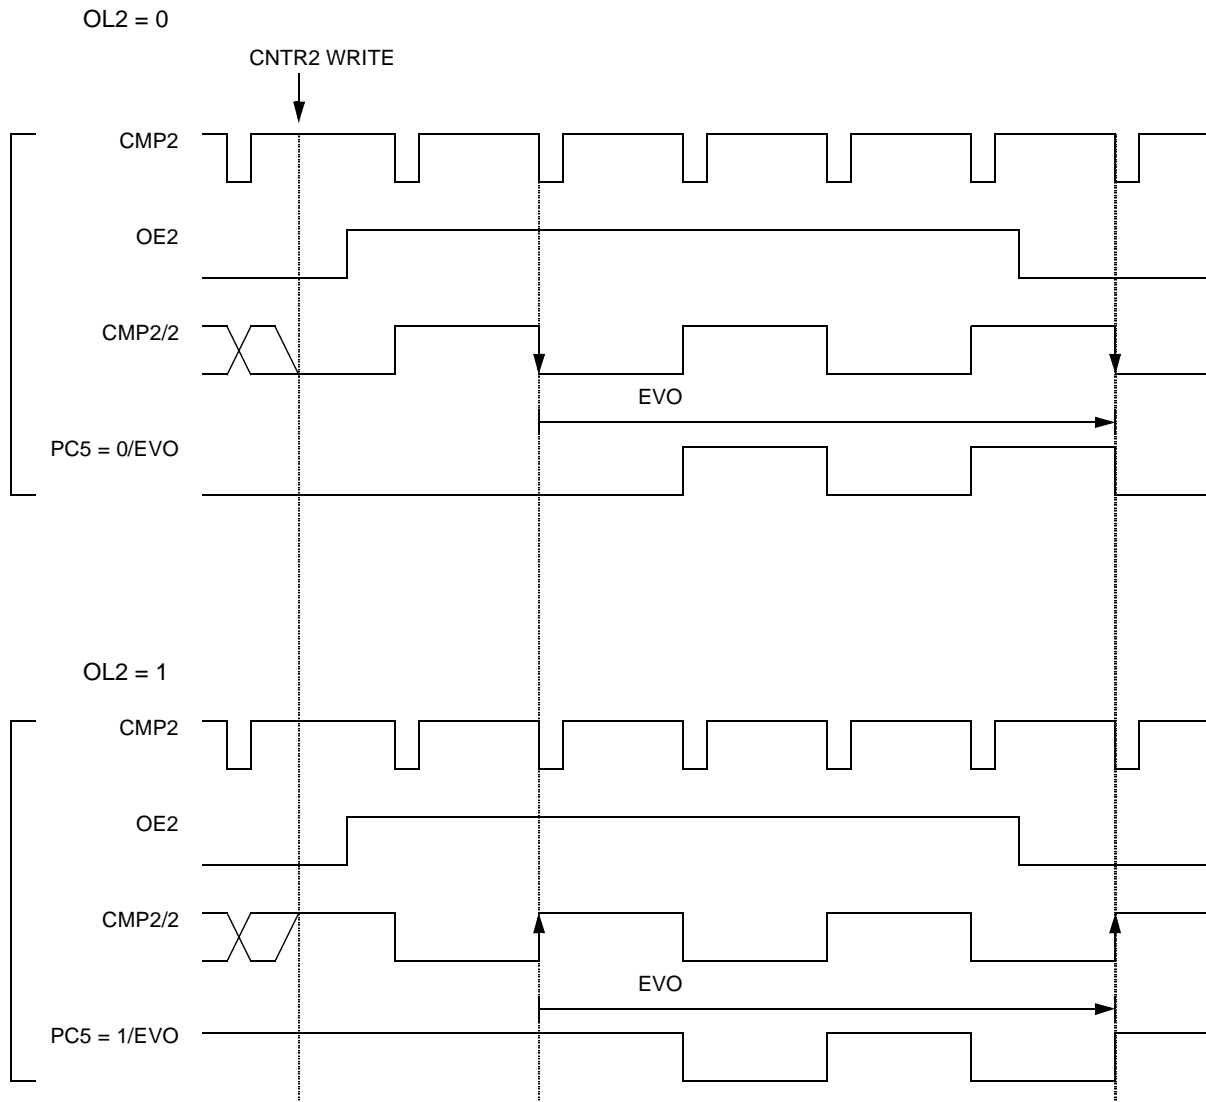 OL2 = 0
CNTR2 WRITE
CMP2
OE2
CMP2/2
EVO
PC5 = 0/EVO
OL2 = 1
CMP2
OE2
CMP2/2
EVO
PC5 = 1/EVO